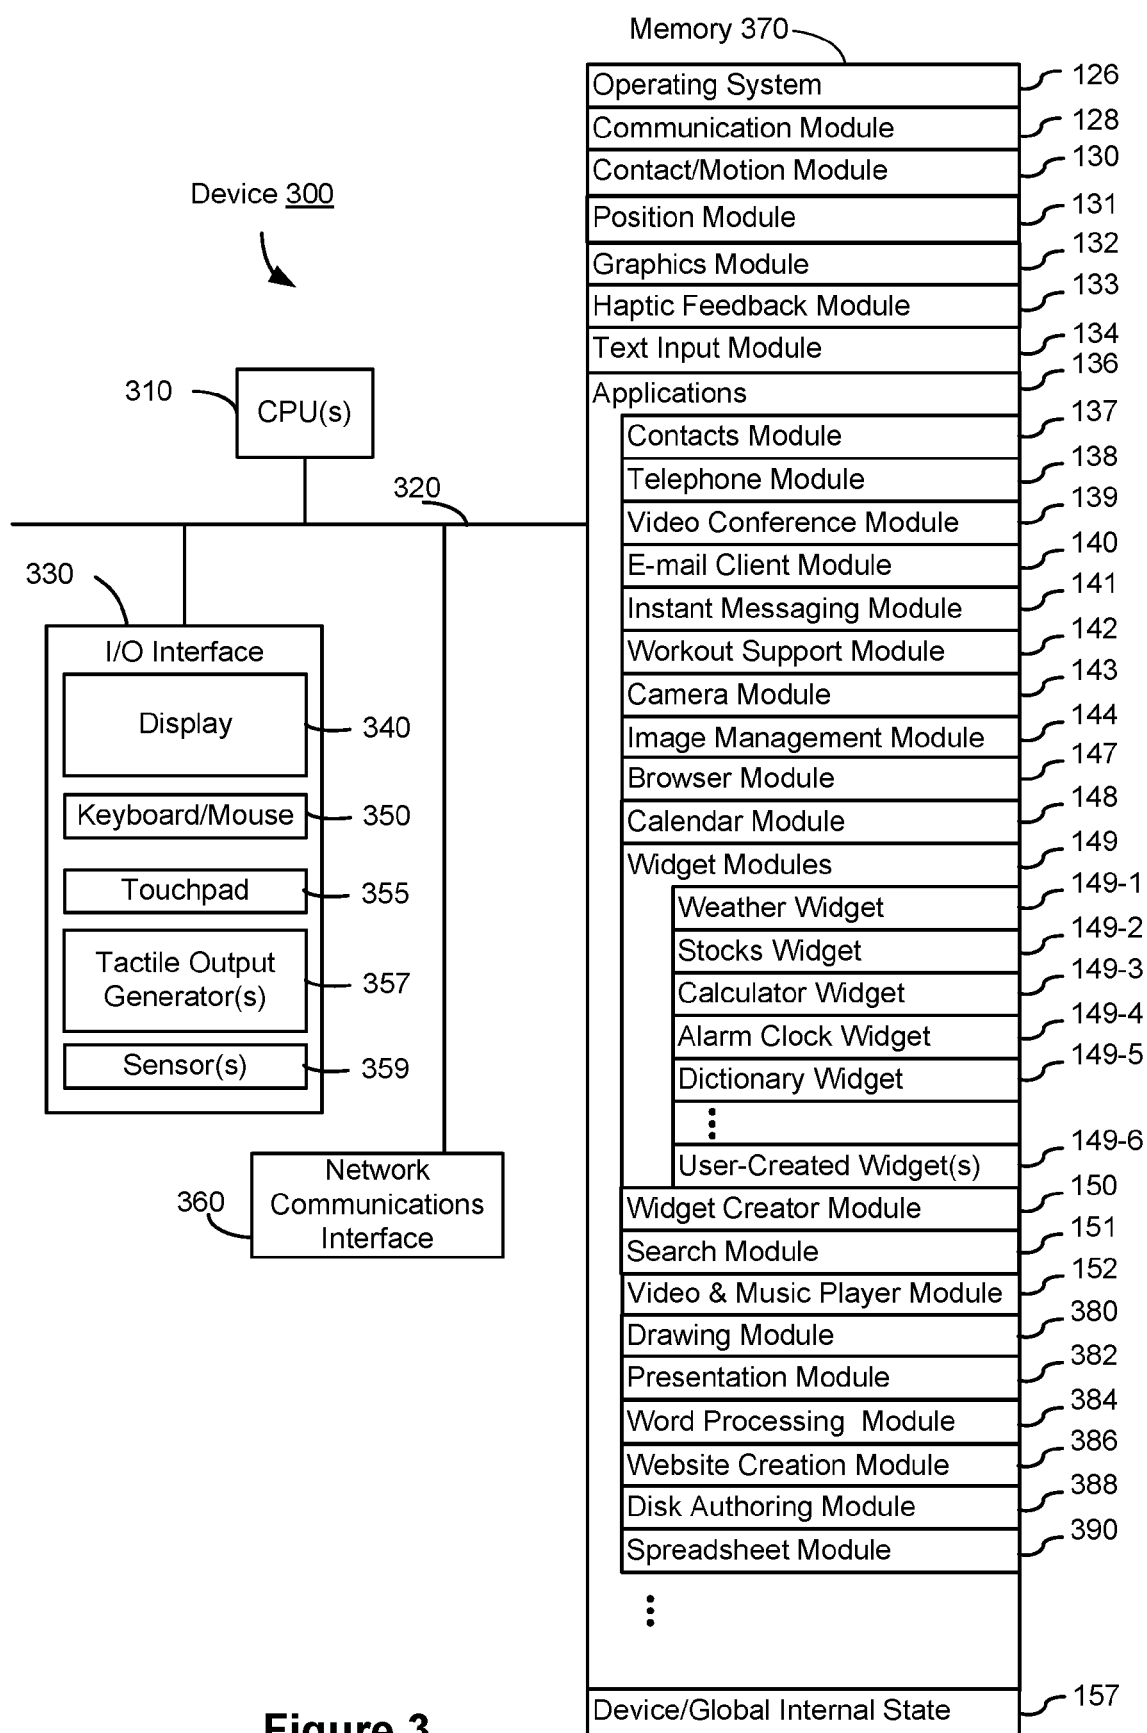 Memory 370
Operating System 126
Communication Module 128
Contact/Motion Module 130
Position Module 131
Graphics Module 132
Haptic Feedback Module 133
Text Input Module 134
Applications 136
Contacts Module 137
Telephone Module 138
Video Conference Module 139
E-mail Client Module 140
Instant Messaging Module 141
Workout Support Module 142
Camera Module 143
Image Management Module 144
Browser Module 147
Calendar Module 148
Widget Modules 149
Weather Widget 149-1
Stocks Widget 149-2
Calculator Widget 149-3
Alarm Clock Widget 149-4
Dictionary Widget 149-5
User-Created Widget(s) 149-6
Widget Creator Module 150
Search Module 151
Video & Music Player Module 152
Drawing Module 380
Presentation Module 382
Word Processing Module 384
Website Creation Module 386
Disk Authoring Module 388
Spreadsheet Module 390
Device/Global Internal State 157
Device 300
310
CPU(s)
320
330
I/O Interface
Display 340
Keyboard/Mouse 350
Touchpad 355
Tactile Output
Generator(s) 357
Sensor(s) 359
360
Network
Communications
Interface
Figure 3